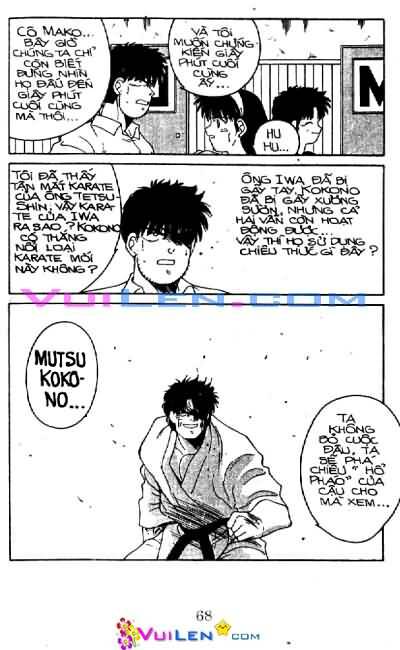 CÔ MAKO...
BÂY GIỜ
CHÚNG TA CHỈ
CÒN BIẾT
ĐỨNG NHÌN
HỌ ĐẤU ĐẾN
GIÂY PHÚT
CUỐI CÙNG
MÀ THÔI...
VÀ TÔI
MUỐN CHỨNG
KIẾN GIÂY
PHÚT CUỐI
CÙNG
ẤY...
HU
HU...
TÔI ĐÃ THẤY
TẬN MẮT KARATE
CỦA ÔNG TETSU-
SHIN, VẬY KARA-
TE CỦA IWA
RA SAO, ? KOKONO
CÓ THẮNG
NỔI LOẠI
KARATE MỚI
NÀY KHÔNG ?
ÔNG IWA ĐÃ BỊ
GÃY TAY, KOKONO
ĐÃ BỊ GÃY XƯƠNG
SƯỜN, NHƯNG CẢ
HAI VẪN CÒN HOẠT
ĐỘNG ĐƯỢC...
VẬY THÌ HỌ SỬ DỤNG
CHIÊU THỨC GÌ ĐÂY ?
VUILEN.COM
MUTSU
KOKO-
NO...
TA
KHÔNG
BỎ CUỘC
ĐÂU, TA
SẼ PHÁ
CHIÊU " HỔ
PHÁO" CỦA
CẬU CHO
MÀ XEM...
68
VUILEN.COM